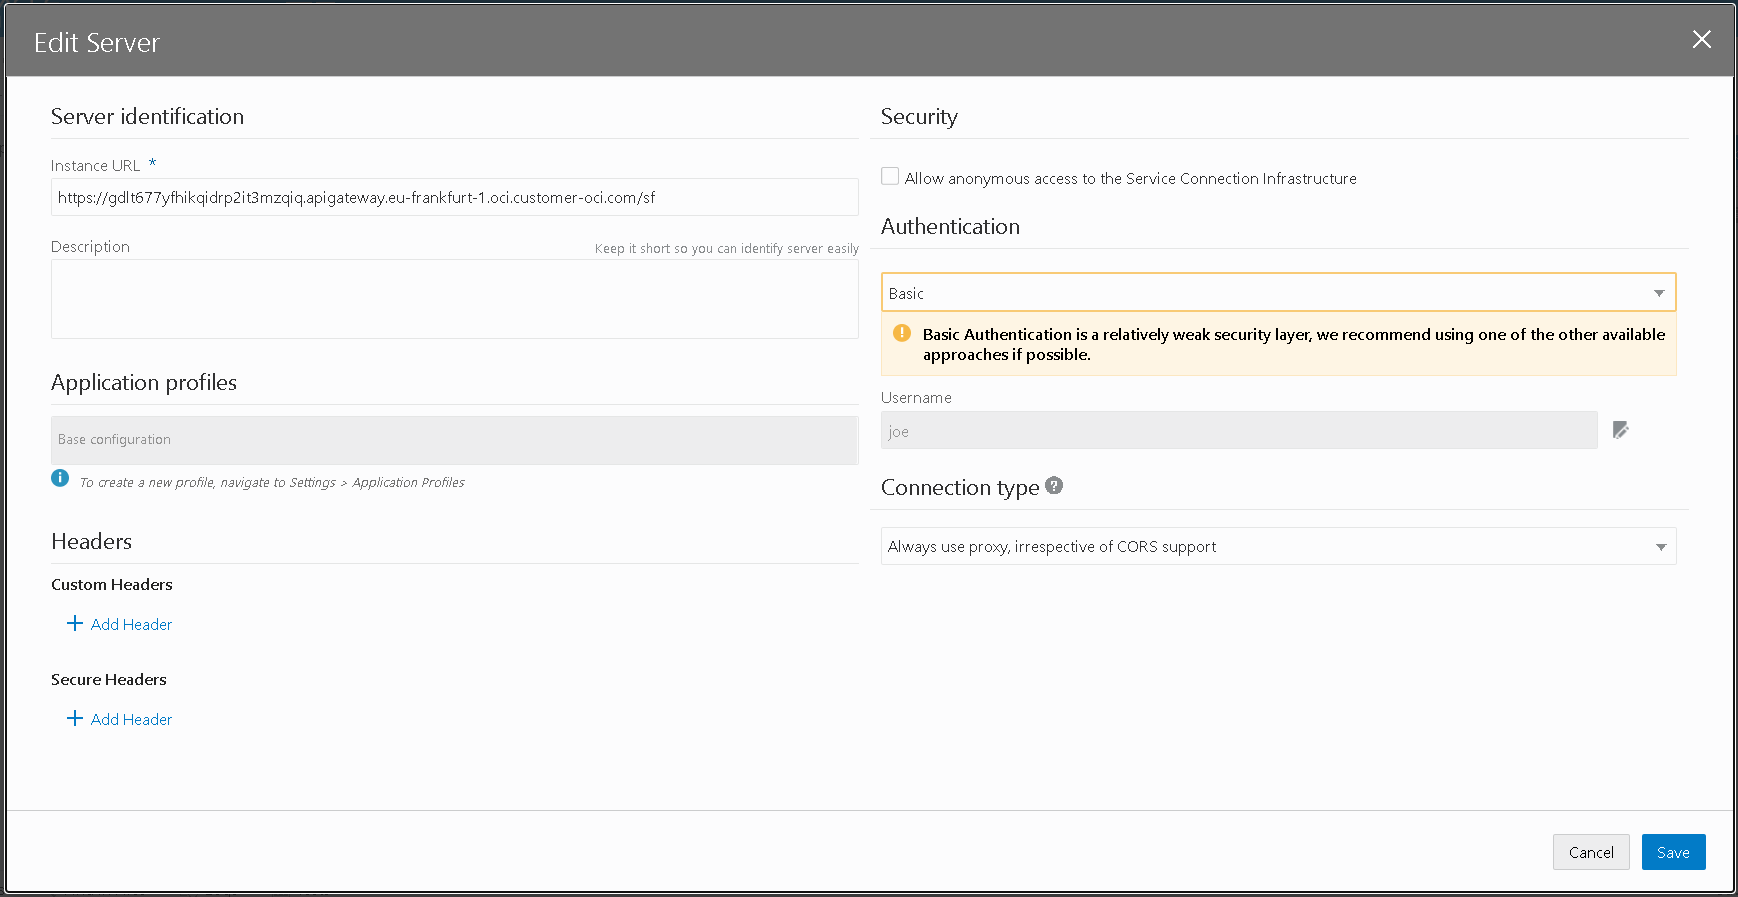 Edit Server
Server identification
Instance URL *
https://gdlt677yfhikqidrp2it3mzqiq.apigateway.eu-frankfurt-1.oci.customer-oci.com/sf
Description
Keep it short so you can identify server easily
Application profiles
Base configuration
To create a new profile, navigate to Settings > Application Profiles
Headers
Custom Headers
Add Header
Secure Headers
Add Header
Security
Allow anonymous access to the Service Connection Infrastructure
Authentication
Basic
Basic Authentication is a relatively weak security layer, we recommend using one of the other available
approaches if possible.
Username
joe
Connection type
Always use proxy, irrespective of CORS support
Cancel
Save